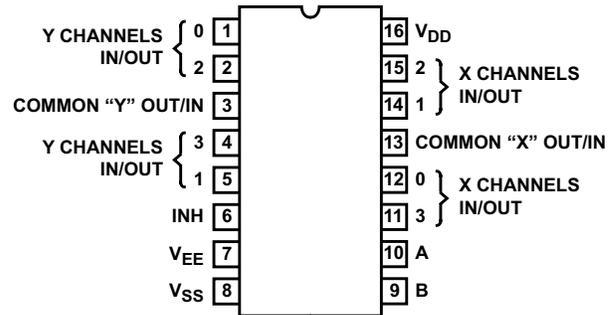 Y CHANNELS IN/OUT
0 1 16 VDD
2 2 15 2
X CHANNELS IN/OUT
COMMON “Y” OUT/IN 3 14 1
Y CHANNELS IN/OUT
3 4 13 COMMON “X” OUT/IN
1 5 12 0
X CHANNELS IN/OUT
INH 6 11 3
VEE 7 10 A
VSS 8 9 B